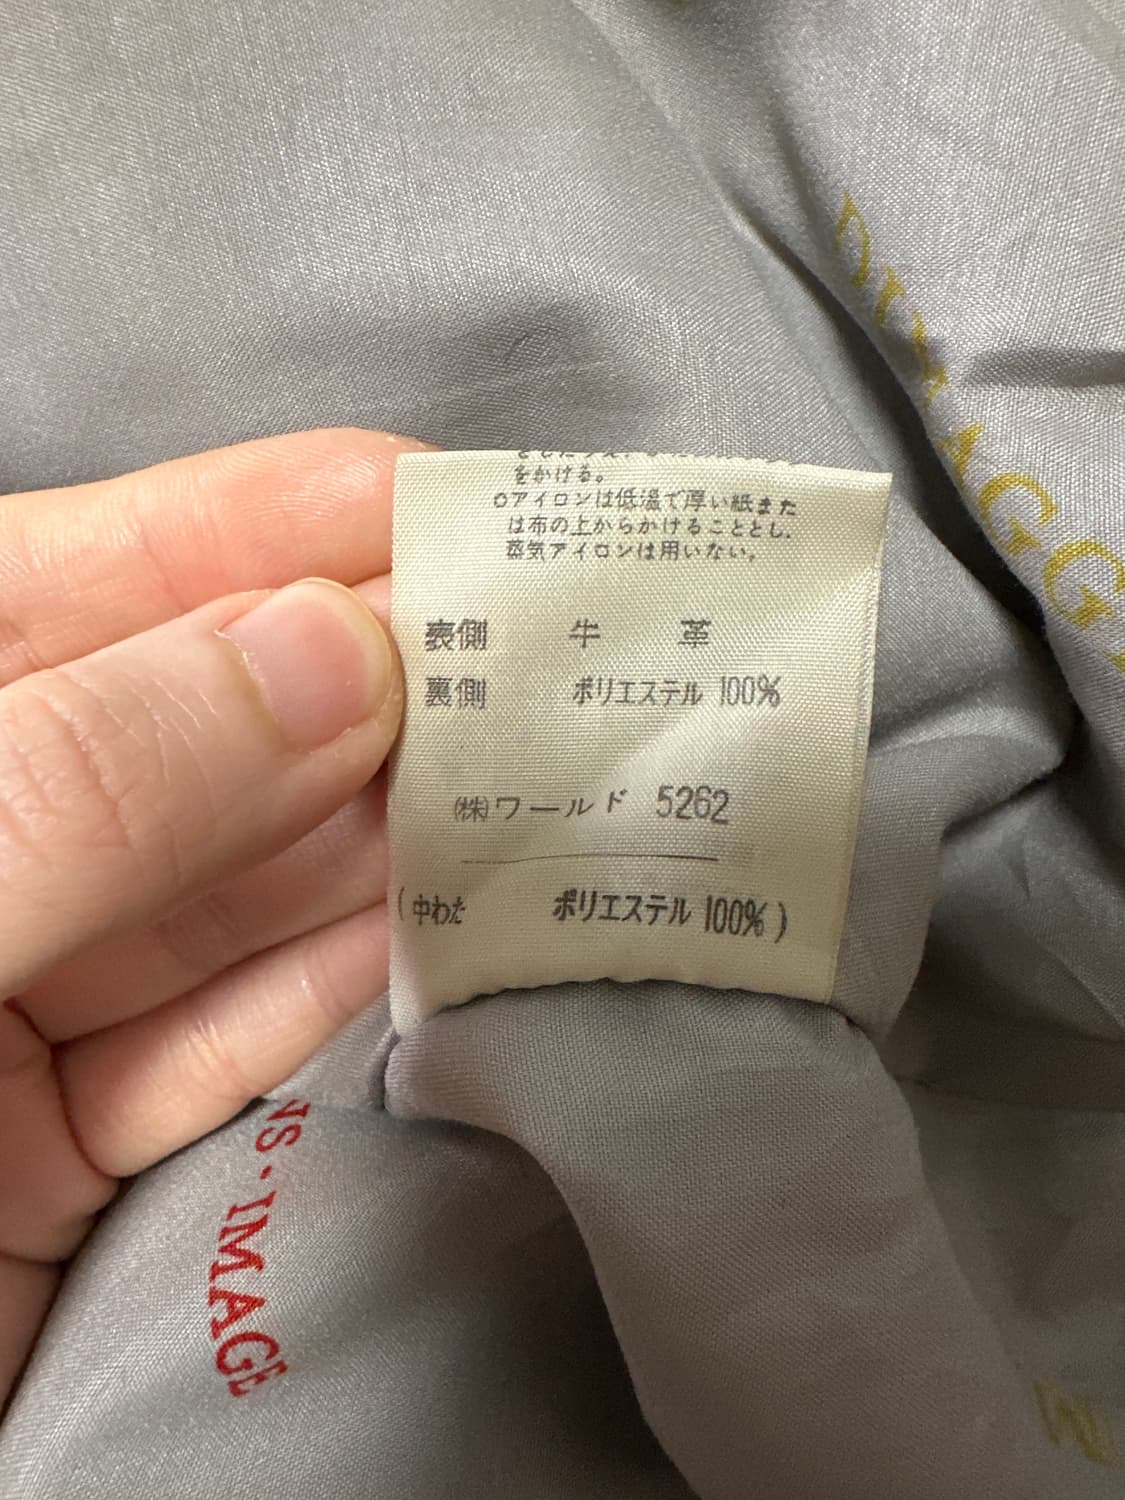 をかける。
○アイロンは低温で厚い紙また
は布の上からかけることとし、
蒸気アイロンは用いない。
表側 牛 革
裏側 ポリエステル 100%
㈱ワールド 5262
(中わた ポリエステル 100%)
IMAGE